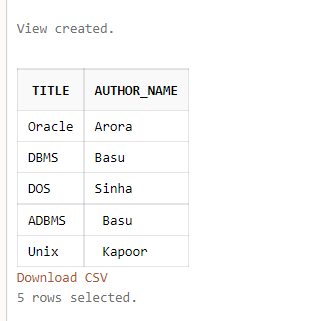 View created.
TITLE AUTHOR_NAME
Oracle Arora
DBMS Basu
DOS Sinha
ADBMS Basu
Unix Kapoor
Download CSV
5 rows selected.